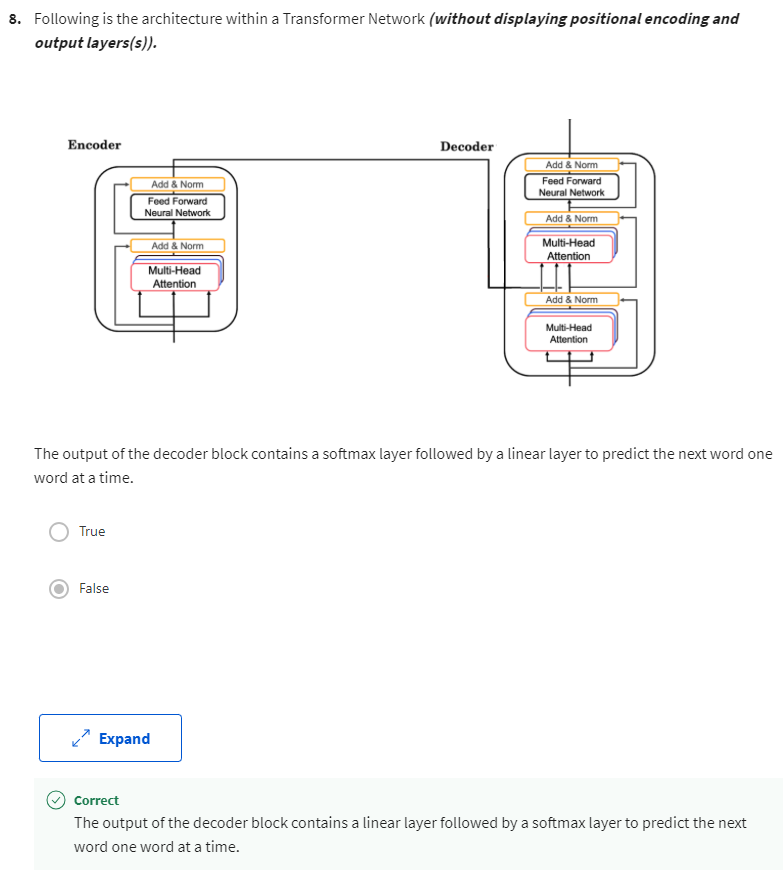 8. Following is the architecture within a Transformer Network (without displaying positional encoding and
output layers(s)).
Encoder
Decoder
Add & Norm
Feed Forward
Neural Network
Add & Norm
Multi-Head
Attention
Add & Norm
Feed Forward
Neural Network
Add & Norm
Multi-Head
Attention
Add & Norm
Multi-Head
Attention
The output of the decoder block contains a softmax layer followed by a linear layer to predict the next word one
word at a time.
True
False
Expand
Correct
The output of the decoder block contains a linear layer followed by a softmax layer to predict the next
word one word at a time.